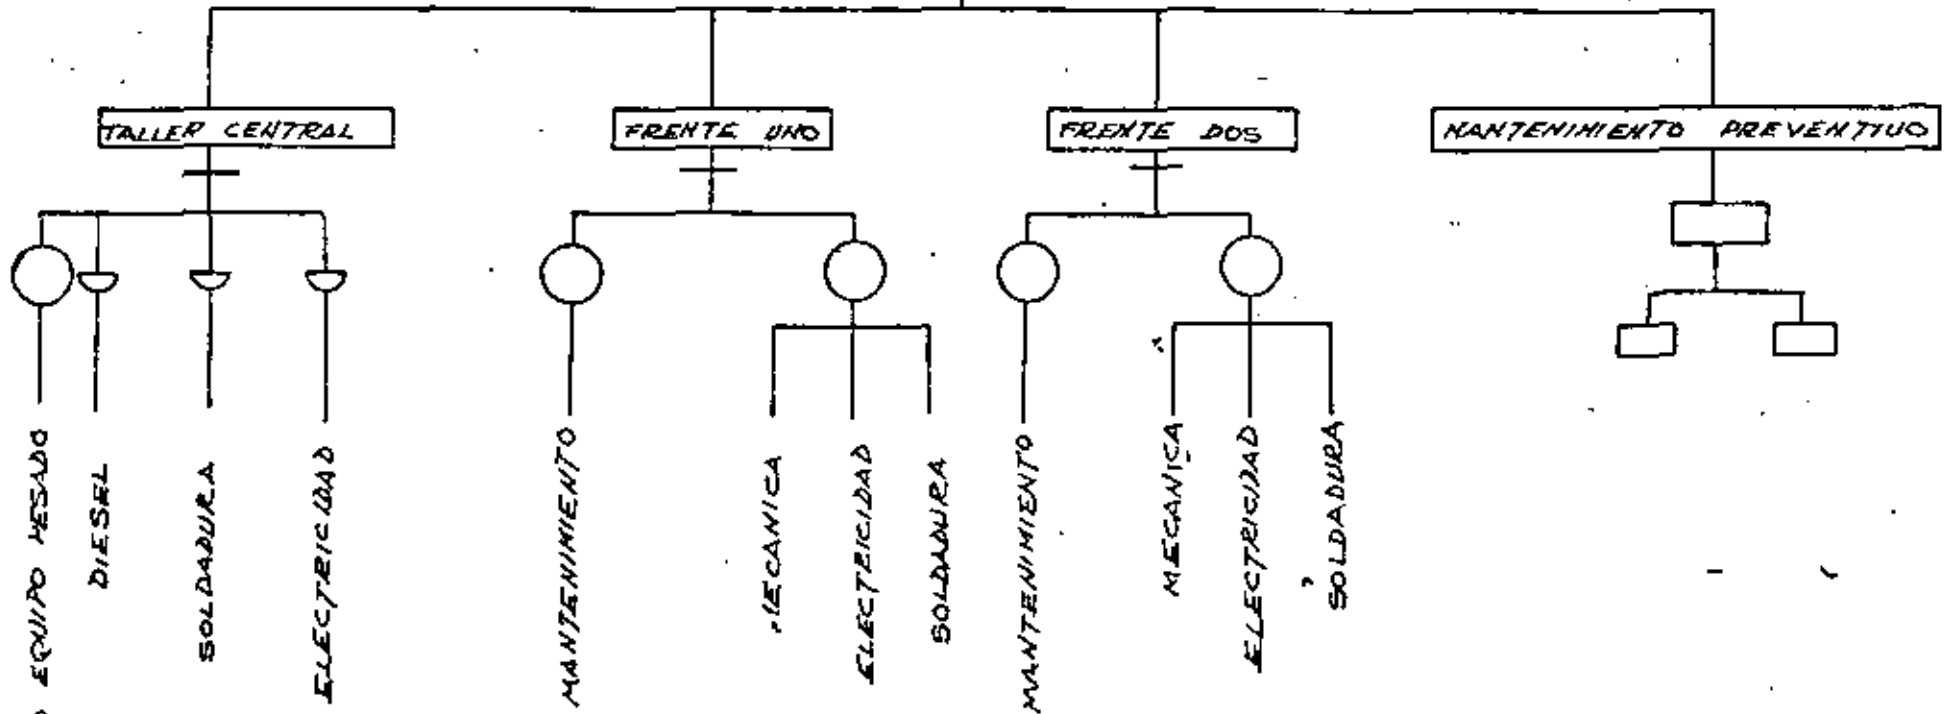 TALLER CENTRAL
FRENTE UNO
FRENTE DOS
MANTENIMIENTO PREVENTIVO
EQUIPO PESADO
DIESEL
SOLDADURA
ELECTRICIDAD
MANTENIMIENTO
MECANICA
ELECTRICIDAD
SOLDADURA
MANTENIMIENTO
MECANICA
ELECTRICIDAD
SOLDADURA